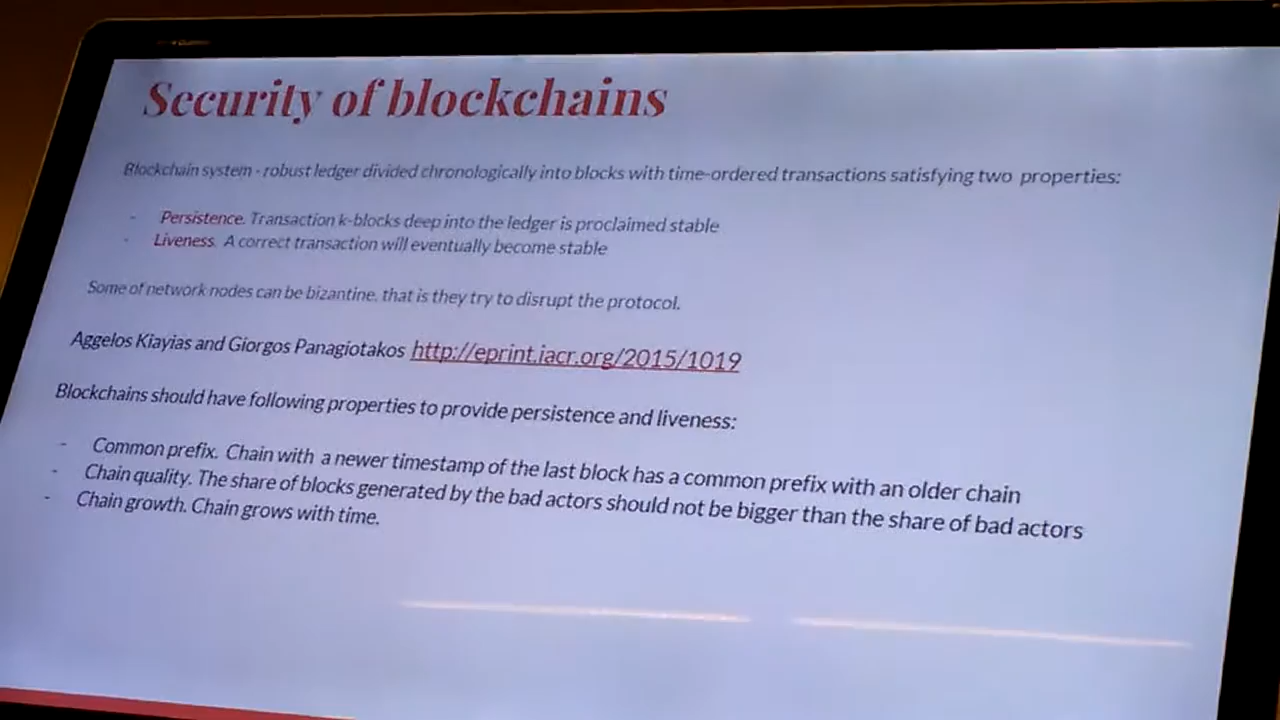 Security of blockchains
Blockchain system - robust ledger divided chronologically into blocks with time-ordered transactions satisfying two properties:
- Persistence. Transaction k-blocks deep into the ledger is proclaimed stable
- Liveness. A correct transaction will eventually become stable
Some of network nodes can be bizantine, that is they try to disrupt the protocol.
Aggelos Kiayias and Giorgos Panagiotakos http://eprint.iacr.org/2015/1019
Blockchains should have following properties to provide persistence and liveness:
- Common prefix. Chain with a newer timestamp of the last block has a common prefix with an older chain
- Chain quality. The share of blocks generated by the bad actors should not be bigger than the share of bad actors
- Chain growth. Chain grows with time.